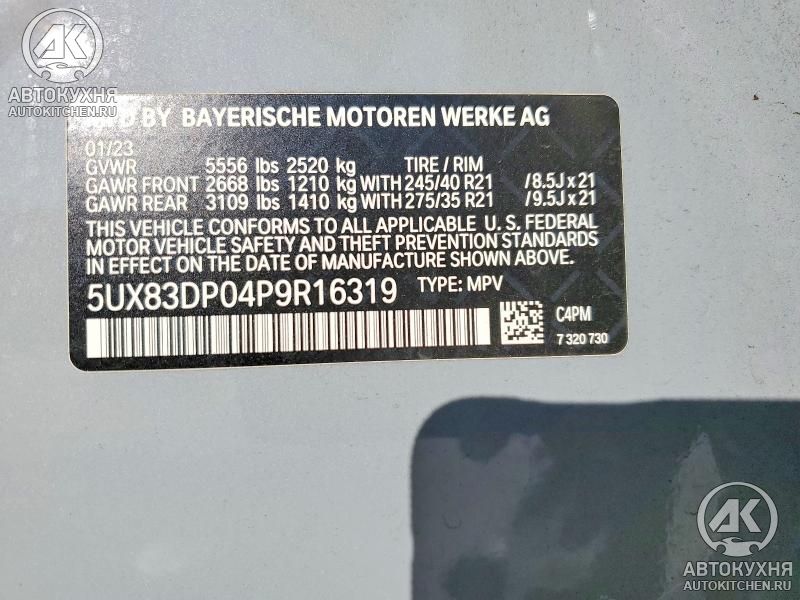 АВТОКУХНЯ
AUTOKITCHEN.RU
BY BAYERISCHE MOTOREN WERKE AG
01/23
GVWR 5556 lbs 2520 kg TIRE / RIM
GAWR FRONT 2668 lbs 1210 kg WITH 245/40 R21 /8.5J x 21
GAWR REAR 3109 lbs 1410 kg WITH 275/35 R21 /9.5J x 21
THIS VEHICLE CONFORMS TO ALL APPLICABLE U. S. FEDERAL
MOTOR VEHICLE SAFETY AND THEFT PREVENTION STANDARDS
IN EFFECT ON THE DATE OF MANUFACTURE SHOWN ABOVE.
5UX83DP04P9R16319 TYPE: MPV
C4PM
7 320 730
АК
АВТОКУХНЯ
AUTOKITCHEN.RU